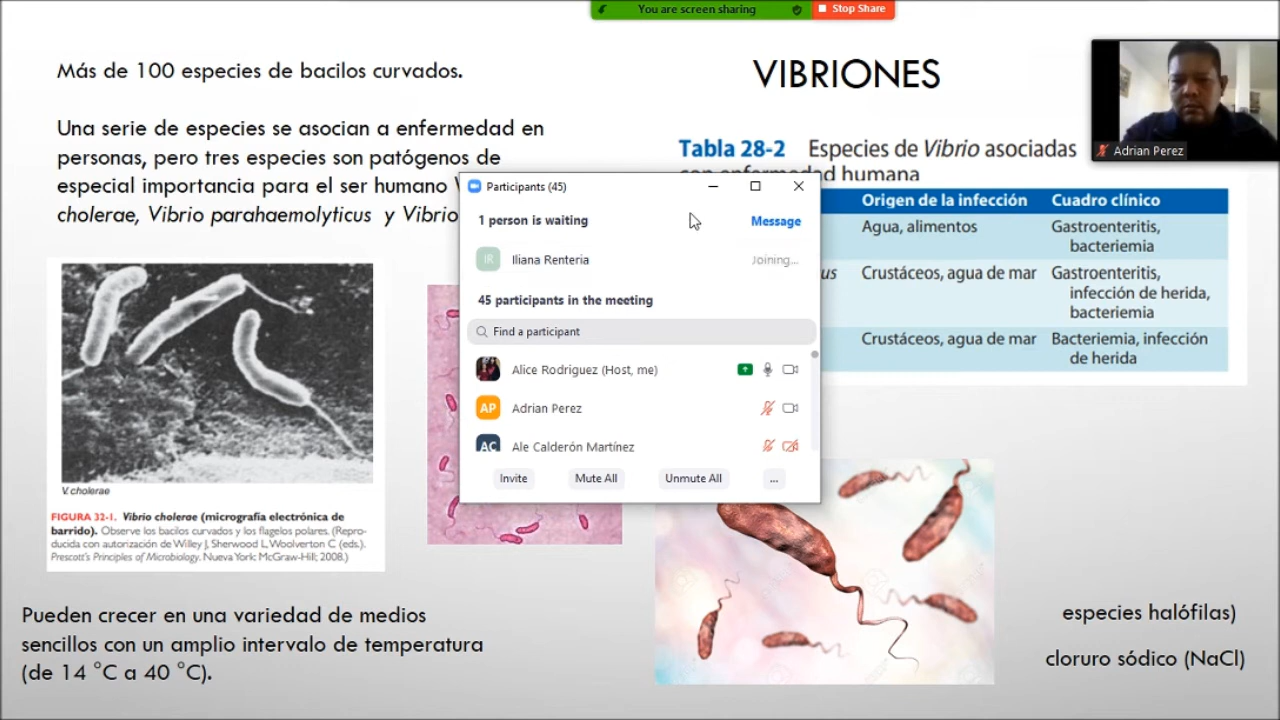 You are screen sharing
Stop Share
Más de 100 especies de bacilos curvados.
VIBRIONES
Una serie de especies se asocian a enfermedad en
personas, pero tres especies son patógenos de
especial importancia para el ser humano
cholerae, Vibrio parahaemolyticus y Vibrio
Adrian Perez
Tabla 28-2 Especies de Vibrio asociadas
con enfermedad humana
Origen de la infección Cuadro clínico
Agua, alimentos Gastroenteritis,
bacteriemia
us Crustáceos, agua de mar Gastroenteritis,
infección de herida,
bacteriemia
Crustáceos, agua de mar Bacteriemia, infección
de herida
Participants (45)
1 person is waiting Message
IR Iliana Renteria Joining...
45 participants in the meeting
Find a participant
Alice Rodriguez (Host, me)
AP Adrian Perez
AC Ale Calderón Martínez
Invite Mute All Unmute All ...
V. cholerae
FIGURA 32-1. Vibrio cholerae (micrografía electrónica de
barrido). Observe los bacilos curvados y los flagelos polares. (Repro-
ducida con autorización de Willey J, Sherwood L, Woolverton C (eds.).
Prescott's Principles of Microbiology. Nueva York: McGraw-Hill; 2008.)
Pueden crecer en una variedad de medios
sencillos con un amplio intervalo de temperatura
(de 14 °C a 40 °C).
especies halófilas)
cloruro sódico (NaCl)